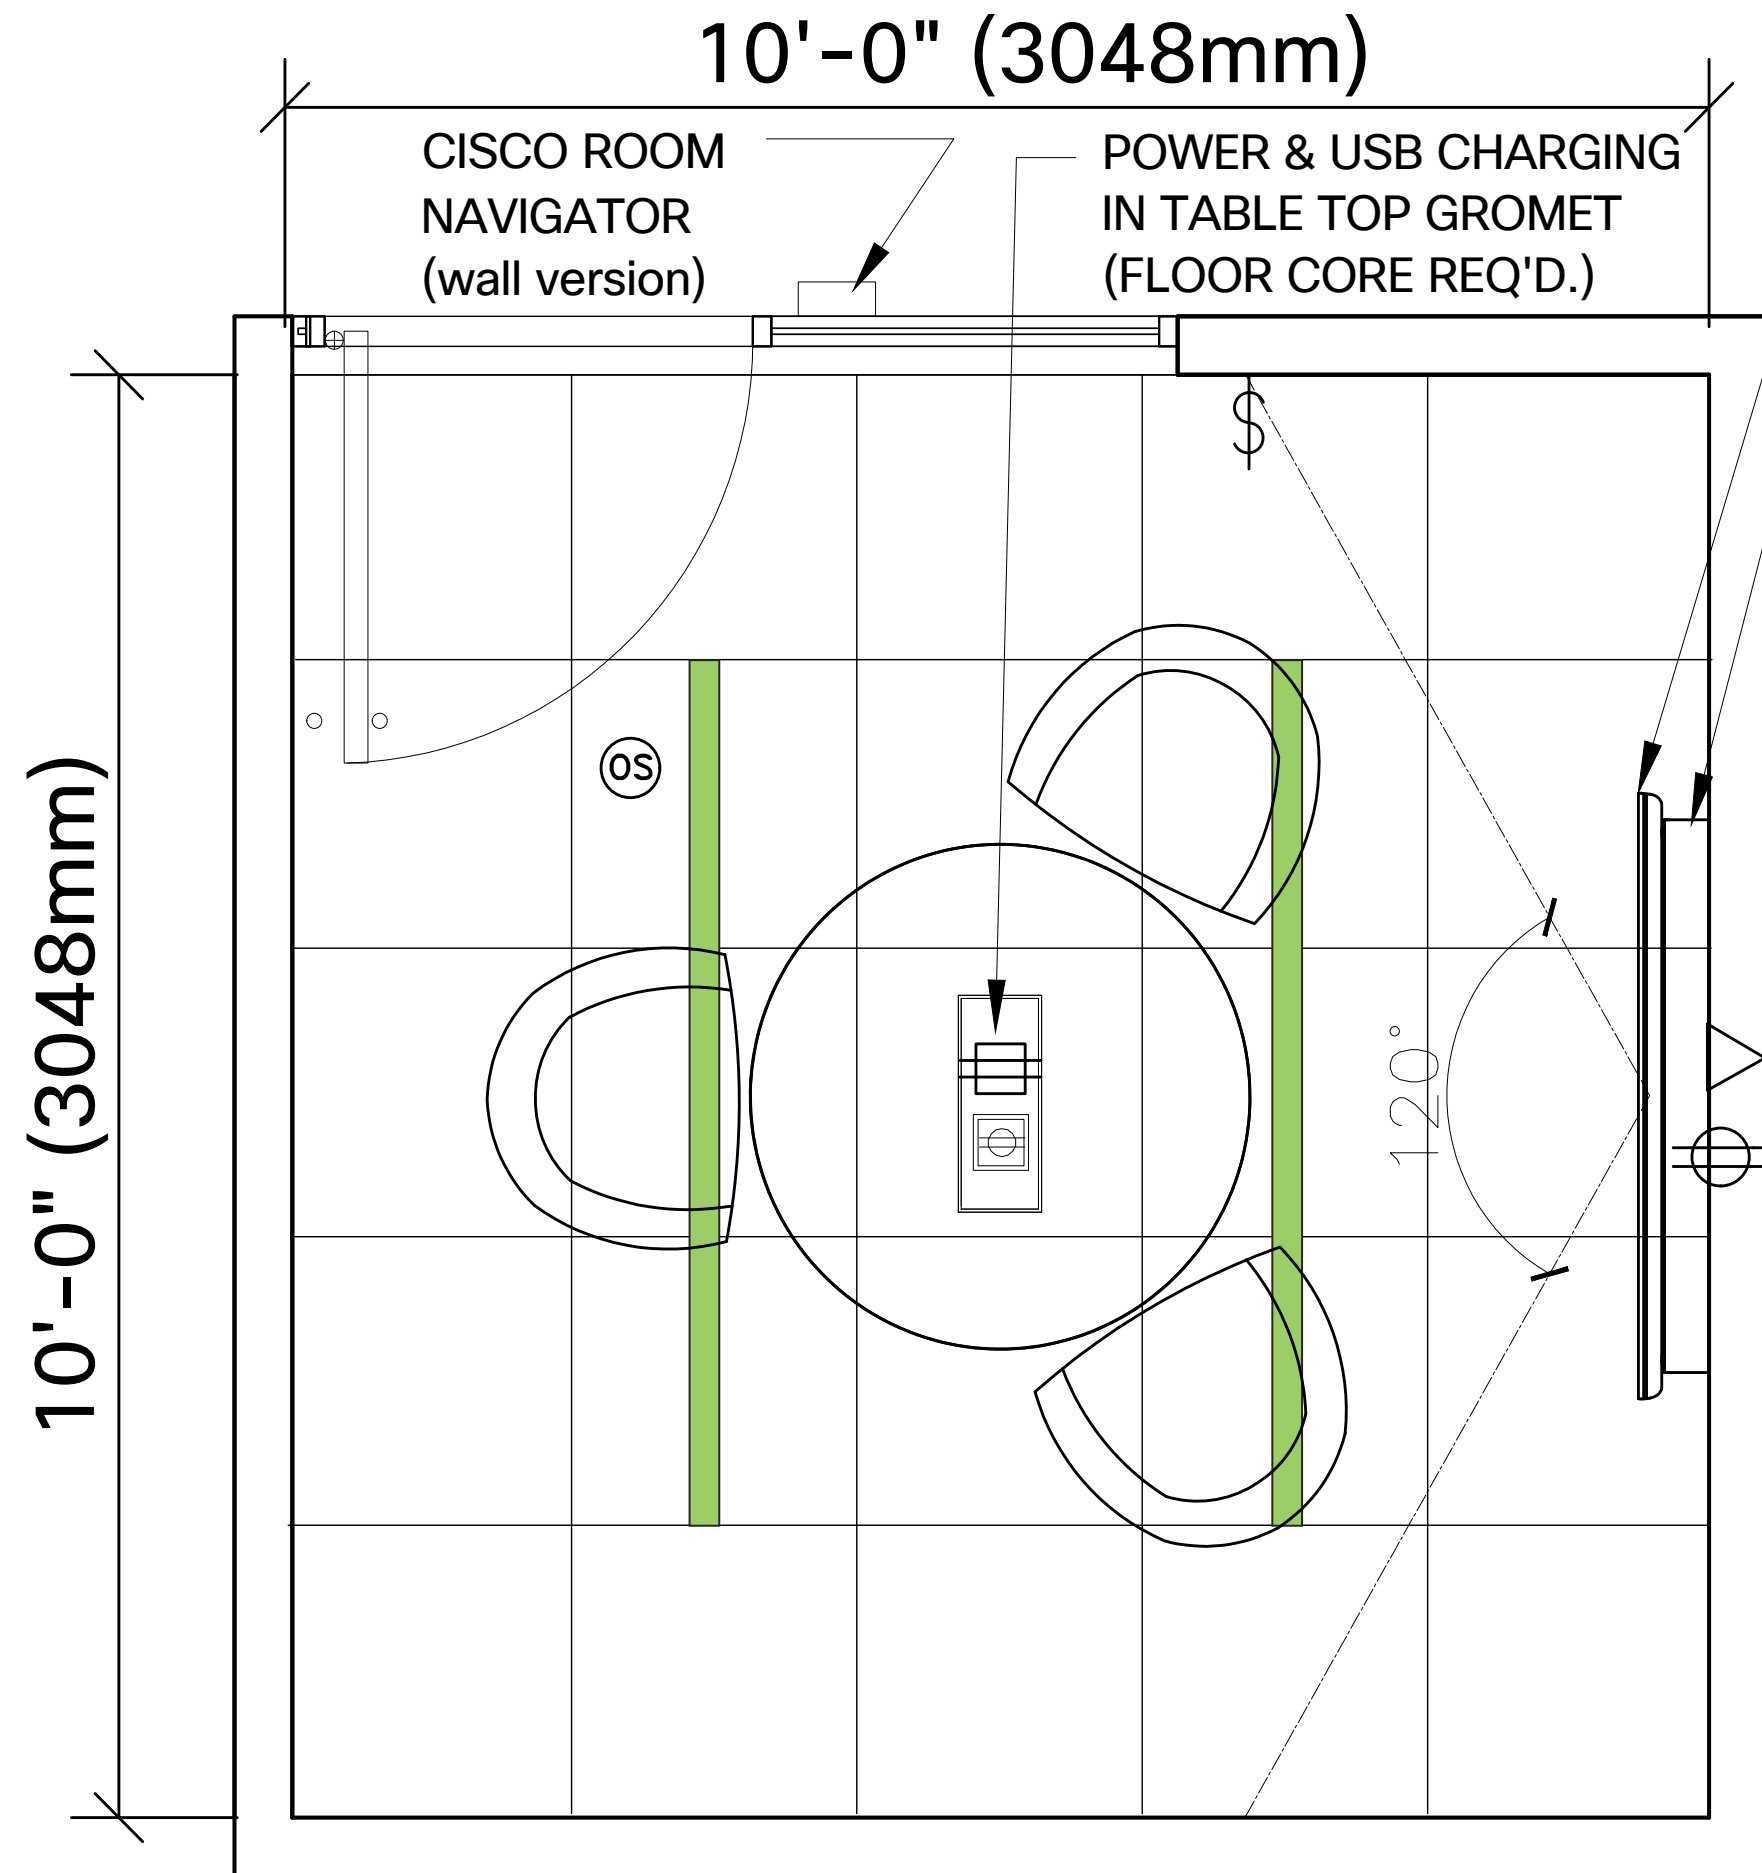 10'-0" (3048mm)
CISCO ROOM
NAVIGATOR
(wall version)
POWER & USB CHARGING
IN TABLE TOP GROMET
(FLOOR CORE REQ'D.)
$
OS
10'-0" (3048mm)
120°